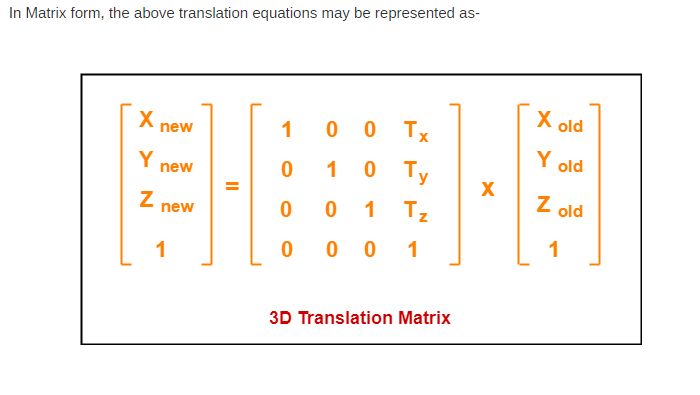 In Matrix form, the above translation equations may be represented as-
X new 1 0 0 Tx X old
Y new 0 1 0 Ty Y old
= X
Z new 0 0 1 Tz Z old
1 0 0 0 1 1
3D Translation Matrix